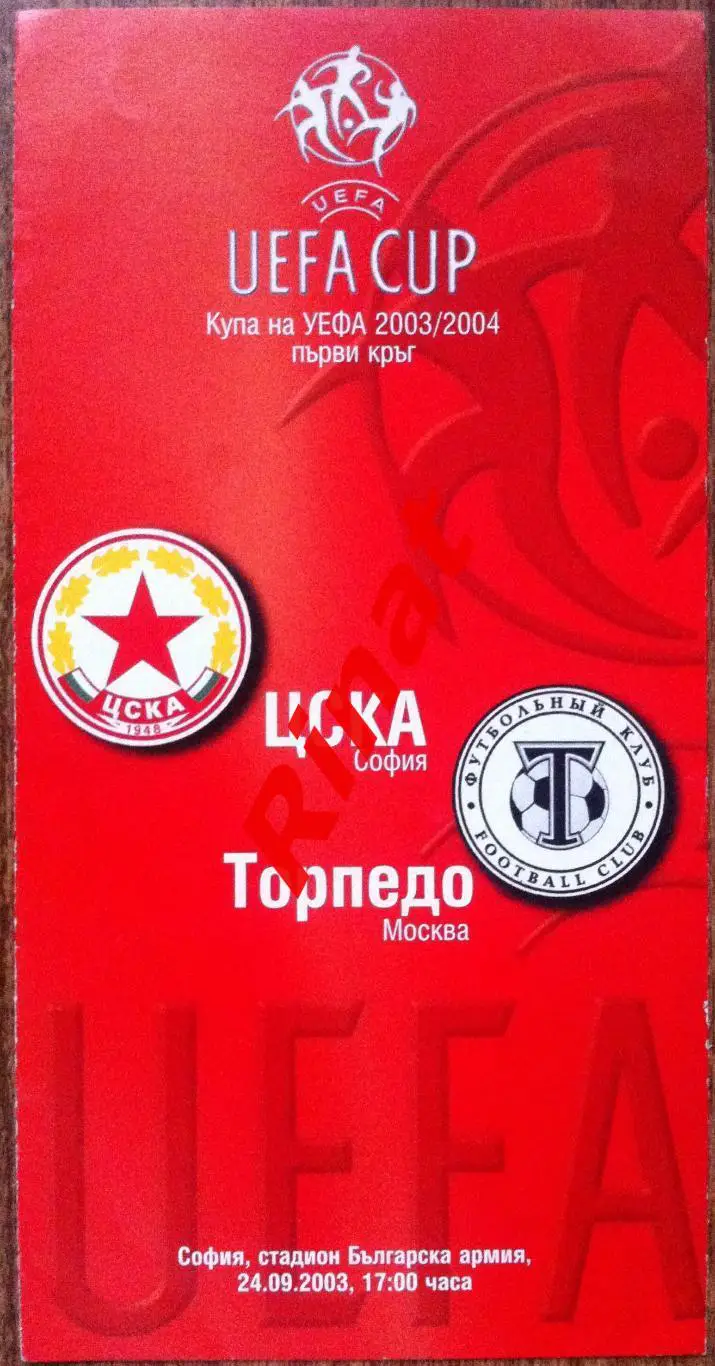 UEFA
UEFA CUP
Купа на УЕФА 2003/2004
първи кръг
ЦСКА
1948
ЦСКА
София
ФУТБОЛЬНЫЙ КЛУБ
Т
FOOTBALL CLUB
Торпедо
Москва
Rinat
UEFA
София, стадион Българска армия,
24.09.2003, 17:00 часа